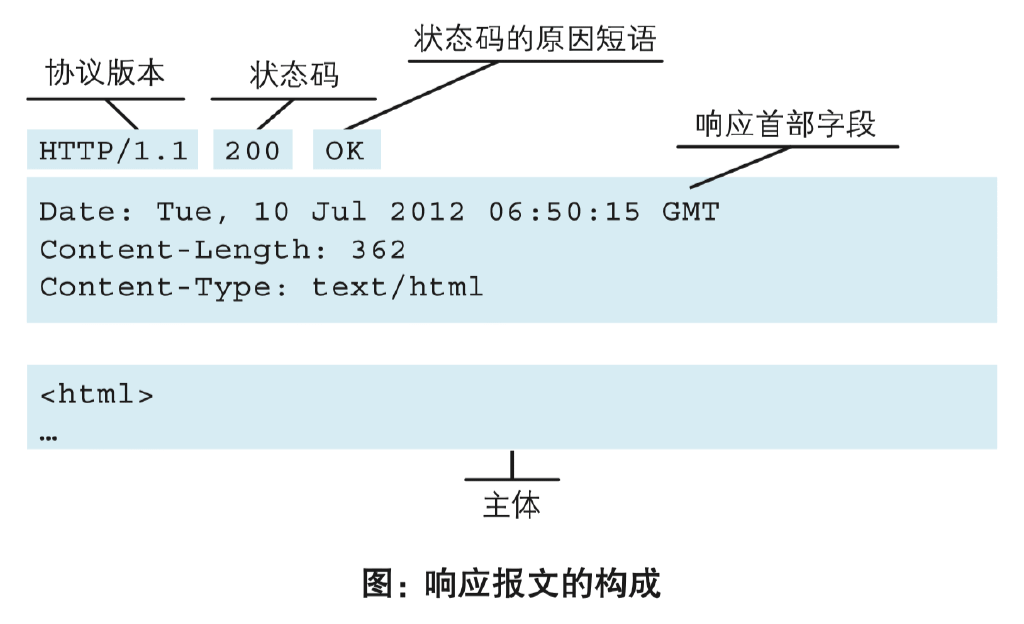 状态码的原因短语
协议版本 状态码
响应首部字段
HTTP/1.1 200 OK
Date: Tue, 10 Jul 2012 06:50:15 GMT
Content-Length: 362
Content-Type: text/html
<html>
…
主体
图：响应报文的构成